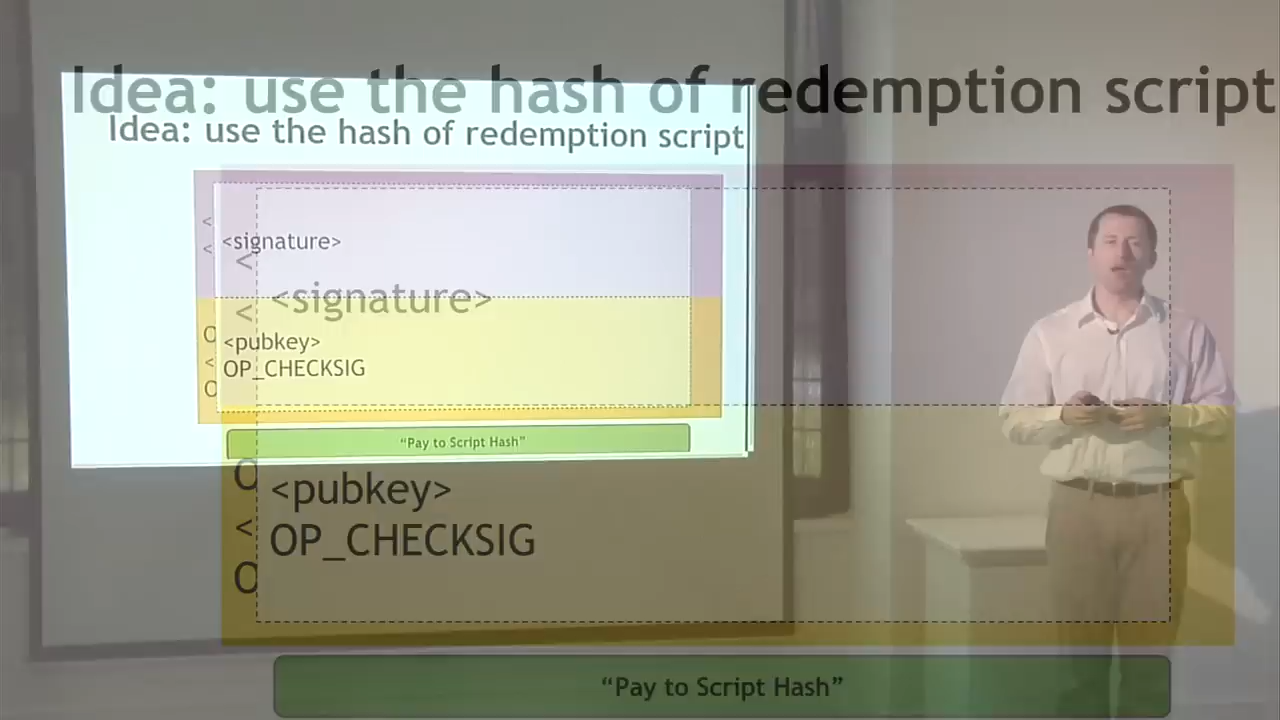 Idea: use the hash of redemption script
Idea: use the hash of redemption script
<
<
<signature>
<
<signature>
<
O
<pubkey>
<
OP_CHECKSIG
O
"Pay to Script Hash"
O
<pubkey>
<
OP_CHECKSIG
O
"Pay to Script Hash"